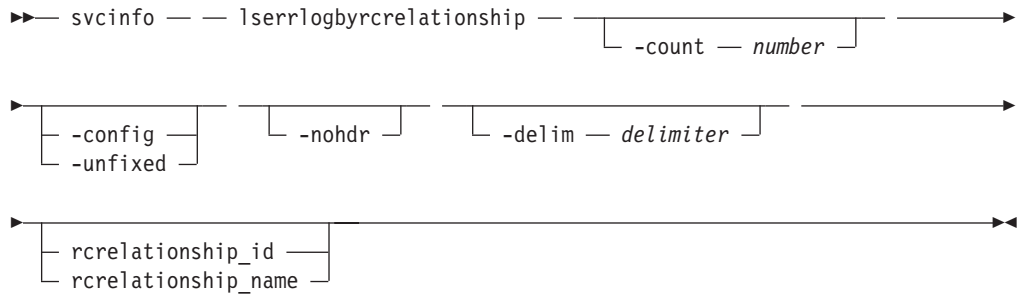 svcinfo lserrlogbyrcrelationship
-count number
-config
-unfixed
-nohdr
-delim delimiter
rcrelationship_id
rcrelationship_name